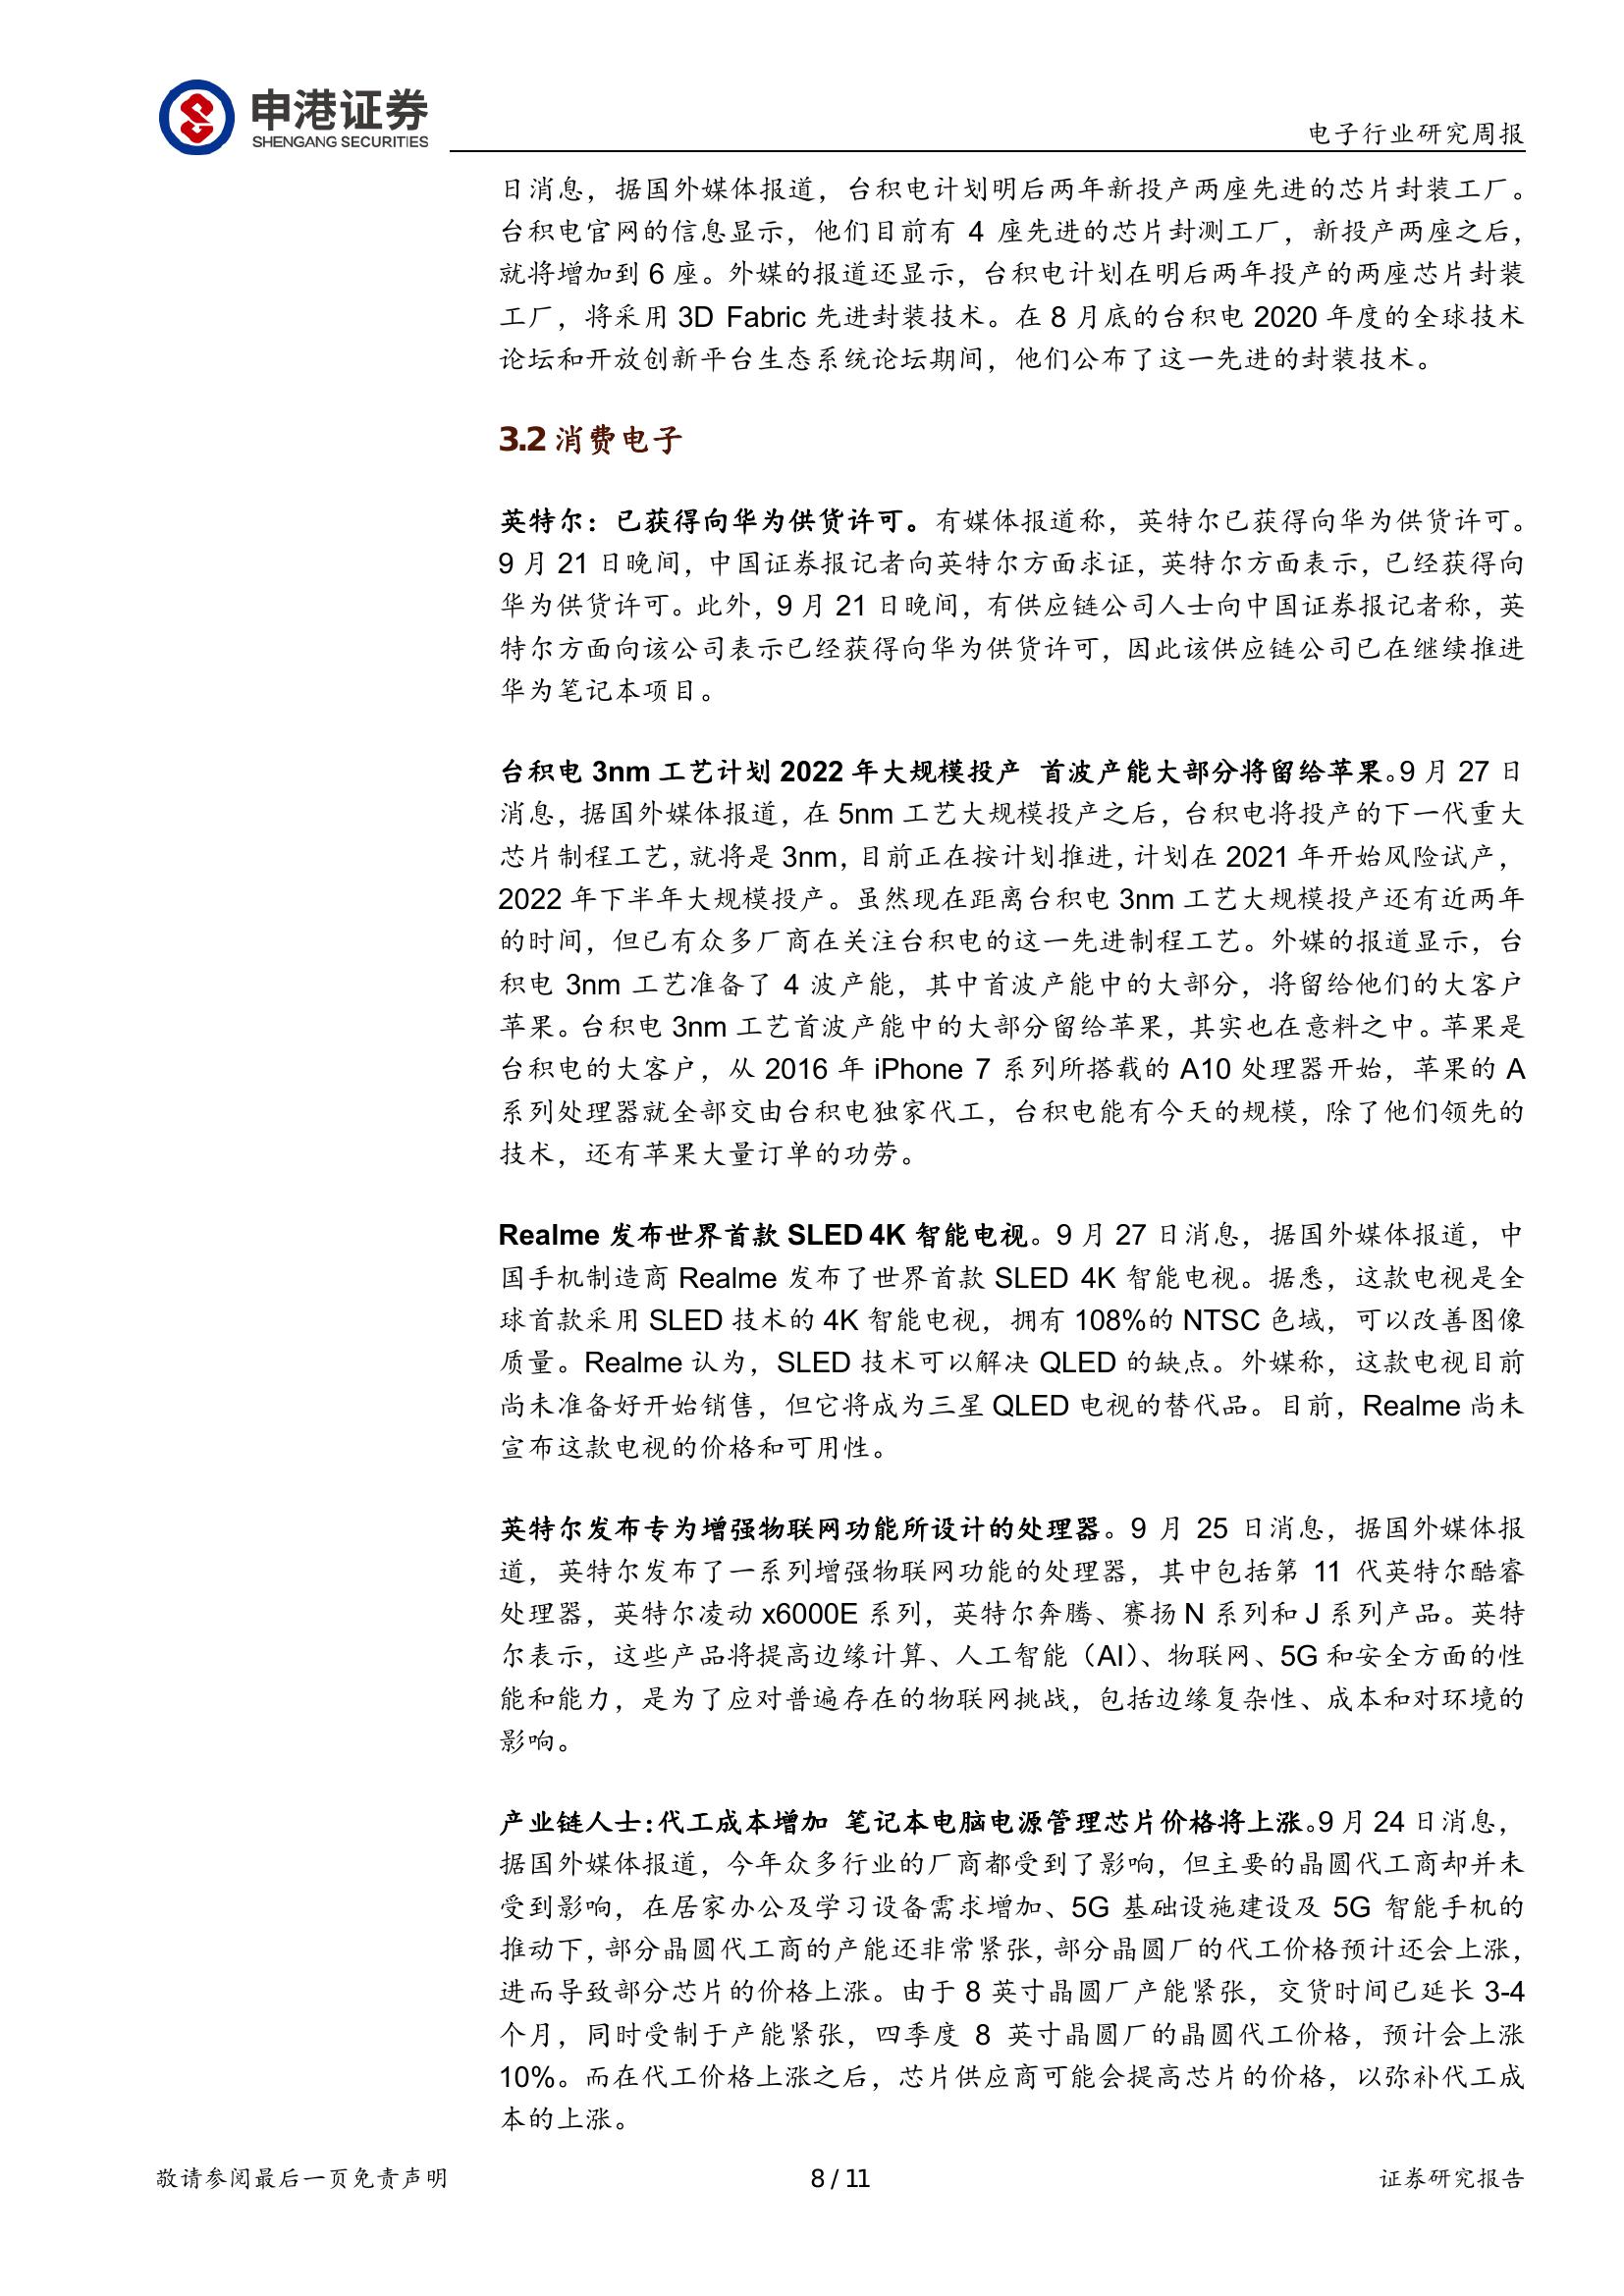 申港证券
SHENGANG SECURITIES
电子行业研究周报
日消息，据国外媒体报道，台积电计划明后两年新投产两座先进的芯片封装工厂。
台积电官网的信息显示，他们目前有 4 座先进的芯片封测工厂，新投产两座之后，
就将增加到 6 座。外媒的报道还显示，台积电计划在明后两年投产的两座芯片封装
工厂，将采用 3D Fabric 先进封装技术。在 8 月底的台积电 2020 年度的全球技术
论坛和开放创新平台生态系统论坛期间，他们公布了这一先进的封装技术。
3.2 消费电子
英特尔：已获得向华为供货许可。有媒体报道称，英特尔已获得向华为供货许可。
9 月 21 日晚间，中国证券报记者向英特尔方面求证，英特尔方面表示，已经获得向
华为供货许可。此外，9 月 21 日晚间，有供应链公司人士向中国证券报记者称，英
特尔方面向该公司表示已经获得向华为供货许可，因此该供应链公司已在继续推进
华为笔记本项目。
台积电 3nm 工艺计划 2022 年大规模投产 首波产能大部分将留给苹果。9 月 27 日
消息，据国外媒体报道，在 5nm 工艺大规模投产之后，台积电将投产的下一代重大
芯片制程工艺，就将是 3nm，目前正在按计划推进，计划在 2021 年开始风险试产，
2022 年下半年大规模投产。虽然现在距离台积电 3nm 工艺大规模投产还有近两年
的时间，但已有众多厂商在关注台积电的这一先进制程工艺。外媒的报道显示，台
积电 3nm 工艺准备了 4 波产能，其中首波产能中的大部分，将留给他们的大客户
苹果。台积电 3nm 工艺首波产能中的大部分留给苹果，其实也在意料之中。苹果是
台积电的大客户，从 2016 年 iPhone 7 系列所搭载的 A10 处理器开始，苹果的 A
系列处理器就全部交由台积电独家代工，台积电能有今天的规模，除了他们领先的
技术，还有苹果大量订单的功劳。
Realme 发布世界首款 SLED 4K 智能电视。9 月 27 日消息，据国外媒体报道，中
国手机制造商 Realme 发布了世界首款 SLED 4K 智能电视。据悉，这款电视是全
球首款采用 SLED 技术的 4K 智能电视，拥有 108%的 NTSC 色域，可以改善图像
质量。Realme 认为，SLED 技术可以解决 QLED 的缺点。外媒称，这款电视目前
尚未准备好开始销售，但它将成为三星 QLED 电视的替代品。目前，Realme 尚未
宣布这款电视的价格和可用性。
英特尔发布专为增强物联网功能所设计的处理器。9 月 25 日消息，据国外媒体报
道，英特尔发布了一系列增强物联网功能的处理器，其中包括第 11 代英特尔酷睿
处理器，英特尔凌动 x6000E 系列，英特尔奔腾、赛扬 N 系列和 J 系列产品。英特
尔表示，这些产品将提高边缘计算、人工智能（AI）、物联网、5G 和安全方面的性
能和能力，是为了应对普遍存在的物联网挑战，包括边缘复杂性、成本和对环境的
影响。
产业链人士:代工成本增加 笔记本电脑电源管理芯片价格将上涨。9 月 24 日消息，
据国外媒体报道，今年众多行业的厂商都受到了影响，但主要的晶圆代工商却并未
受到影响，在居家办公及学习设备需求增加、5G 基础设施建设及 5G 智能手机的
推动下，部分晶圆代工商的产能还非常紧张，部分晶圆厂的代工价格预计还会上涨，
进而导致部分芯片的价格上涨。由于 8 英寸晶圆厂产能紧张，交货时间已延长 3-4
个月，同时受制于产能紧张，四季度 8 英寸晶圆厂的晶圆代工价格，预计会上涨
10%。而在代工价格上涨之后，芯片供应商可能会提高芯片的价格，以弥补代工成
本的上涨。
敬请参阅最后一页免责声明
8 / 11
证券研究报告